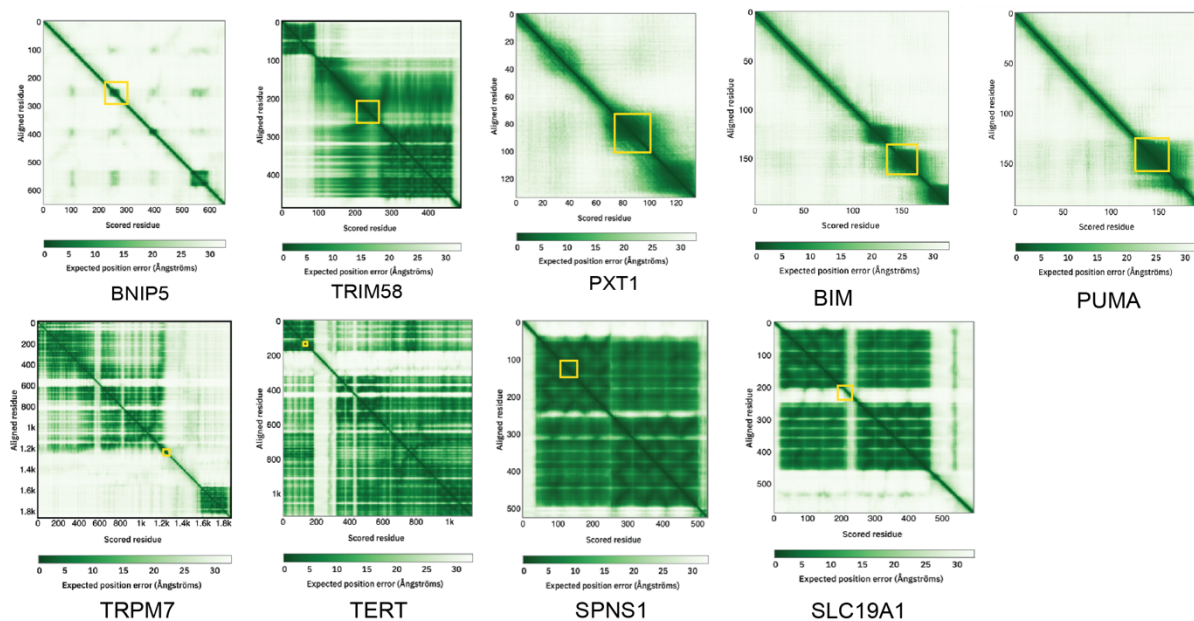 0
100
200
300
400
500
600
Aligned residue
0 100 200 300 400 500 600
Scored residue
0 5 10 15 20 25 30
Expected position error (Ångströms)
BNIP5
0
100
200
300
400
Aligned residue
0 100 200 300 400
Scored residue
0 5 10 15 20 25 30
Expected position error (Ångströms)
TRIM58
0
20
40
60
80
100
120
Aligned residue
0 20 40 60 80 100 120
Scored residue
0 5 10 15 20 25 30
Expected position error (Ångströms)
PXT1
0
50
100
150
Aligned residue
0 50 100 150
Scored residue
0 5 10 15 20 25 30
Expected position error (Ångströms)
BIM
0
50
100
150
Aligned residue
0 50 100 150
Scored residue
0 5 10 15 20 25 30
Expected position error (Ångströms)
PUMA
0
200
400
600
800
1k
1.2k
1.4k
1.6k
1.8k
Aligned residue
0 200 400 600 800 1k 1.2k 1.4k 1.6k 1.8k
Scored residue
0 5 10 15 20 25 30
Expected position error (Ångströms)
TRPM7
0
200
400
600
800
1k
Aligned residue
0 200 400 600 800 1k
Scored residue
0 5 10 15 20 25 30
Expected position error (Ångströms)
TERT
0
100
200
300
400
500
Aligned residue
0 100 200 300 400 500
Scored residue
0 5 10 15 20 25 30
Expected position error (Ångströms)
SPNS1
0
100
200
300
400
500
Aligned residue
0 100 200 300 400 500
Scored residue
0 5 10 15 20 25 30
Expected position error (Ångströms)
SLC19A1